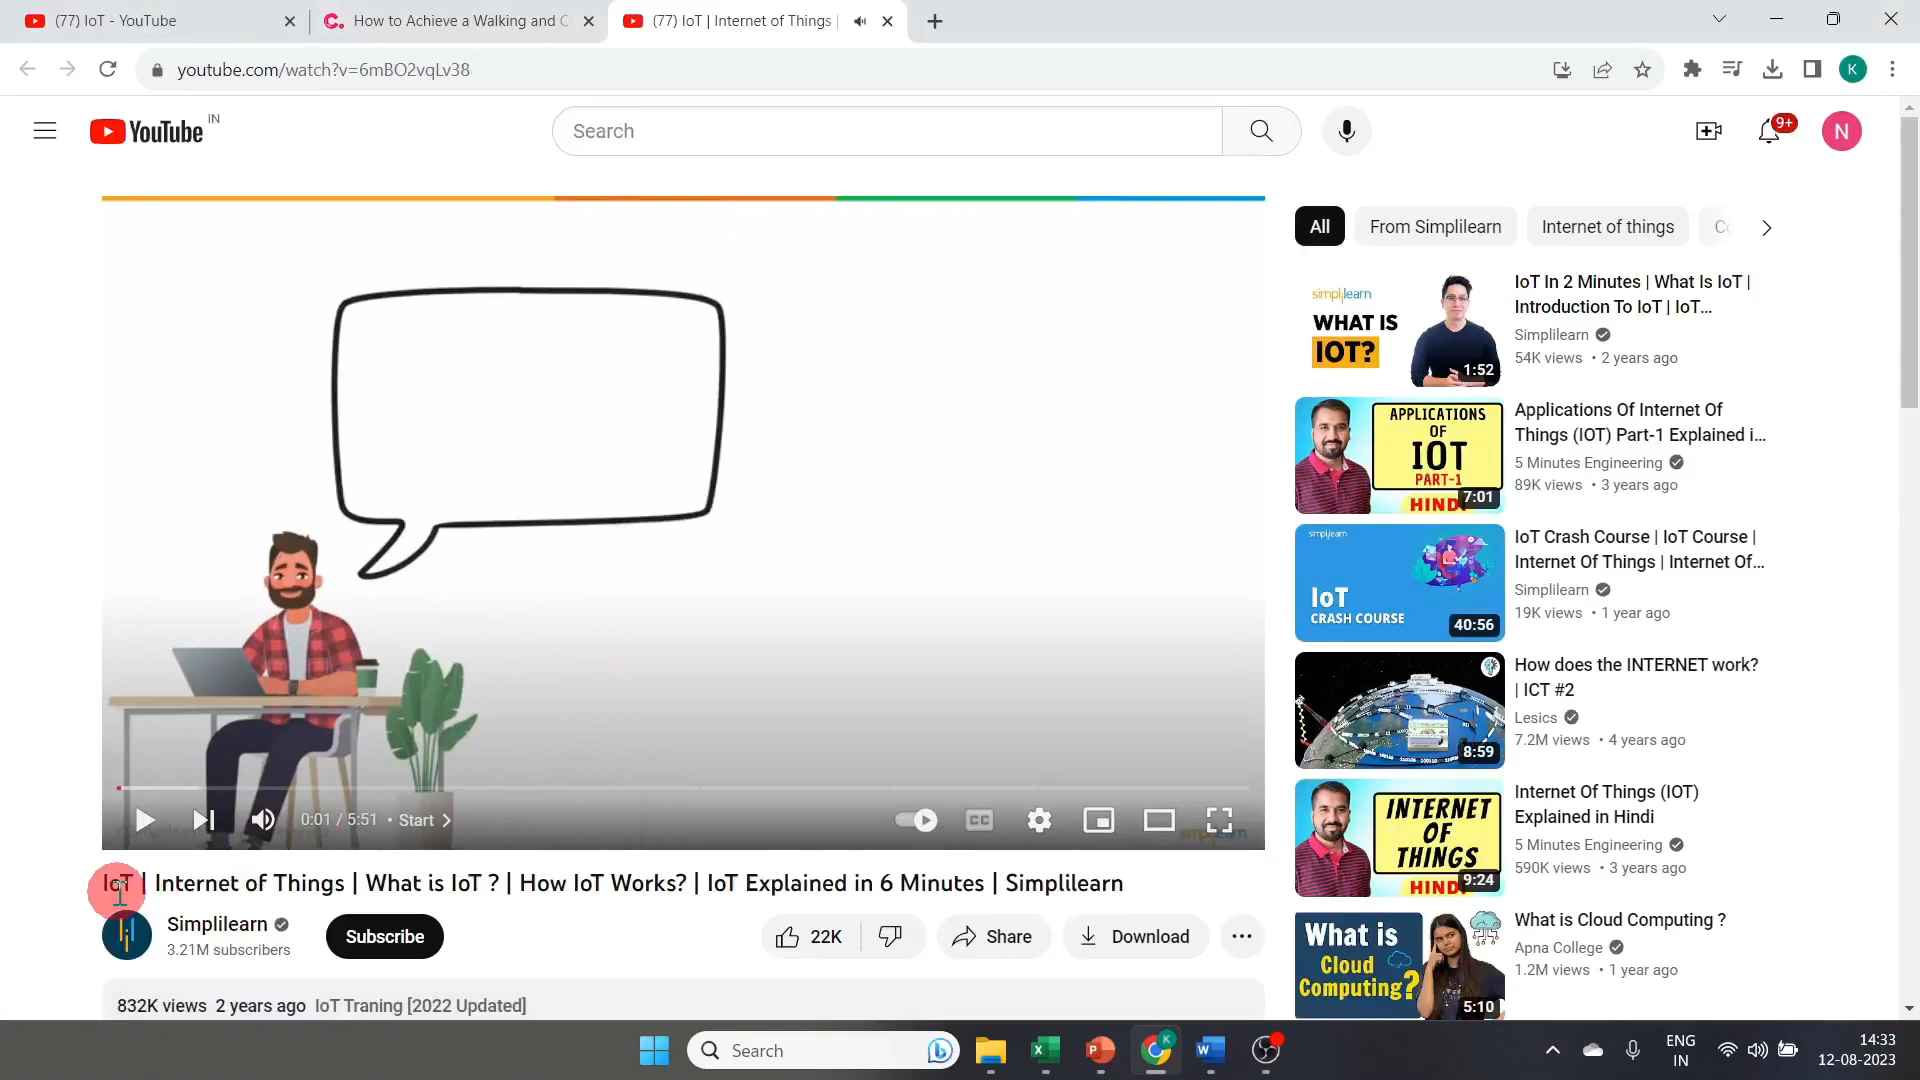 (77) IoT - YouTube
How to Achieve a Walking and C
(77) IoT | Internet of Things |
youtube.com/watch?v=6mBO2vqLv38
K
YouTube IN
Search
9+
N
All
From Simplilearn
Internet of things
simplilearn
WHAT IS
IOT?
1:52
IoT In 2 Minutes | What Is IoT |
Introduction To IoT | IoT...
Simplilearn
54K views • 2 years ago
APPLICATIONS
OF
IOT
PART-1
HINDI
7:01
Applications Of Internet Of
Things (IOT) Part-1 Explained i...
5 Minutes Engineering
89K views • 3 years ago
simplilearn
IoT
CRASH COURSE
40:56
IoT Crash Course | IoT Course |
Internet Of Things | Internet Of...
Simplilearn
19K views • 1 year ago
8:59
How does the INTERNET work?
| ICT #2
Lesics
7.2M views • 4 years ago
INTERNET
OF
THINGS
HINDI
9:24
Internet Of Things (IOT)
Explained in Hindi
5 Minutes Engineering
590K views • 3 years ago
What is
Cloud
Computing?
5:10
What is Cloud Computing ?
Apna College
1.2M views • 1 year ago
0:01 / 5:51 • Start
CC
simplilearn
IoT | Internet of Things | What is IoT ? | How IoT Works? | IoT Explained in 6 Minutes | Simplilearn
Simplilearn
3.21M subscribers
Subscribe
22K
Share
Download
832K views 2 years ago IoT Traning [2022 Updated]
Search
K
ENG
IN
14:33
12-08-2023